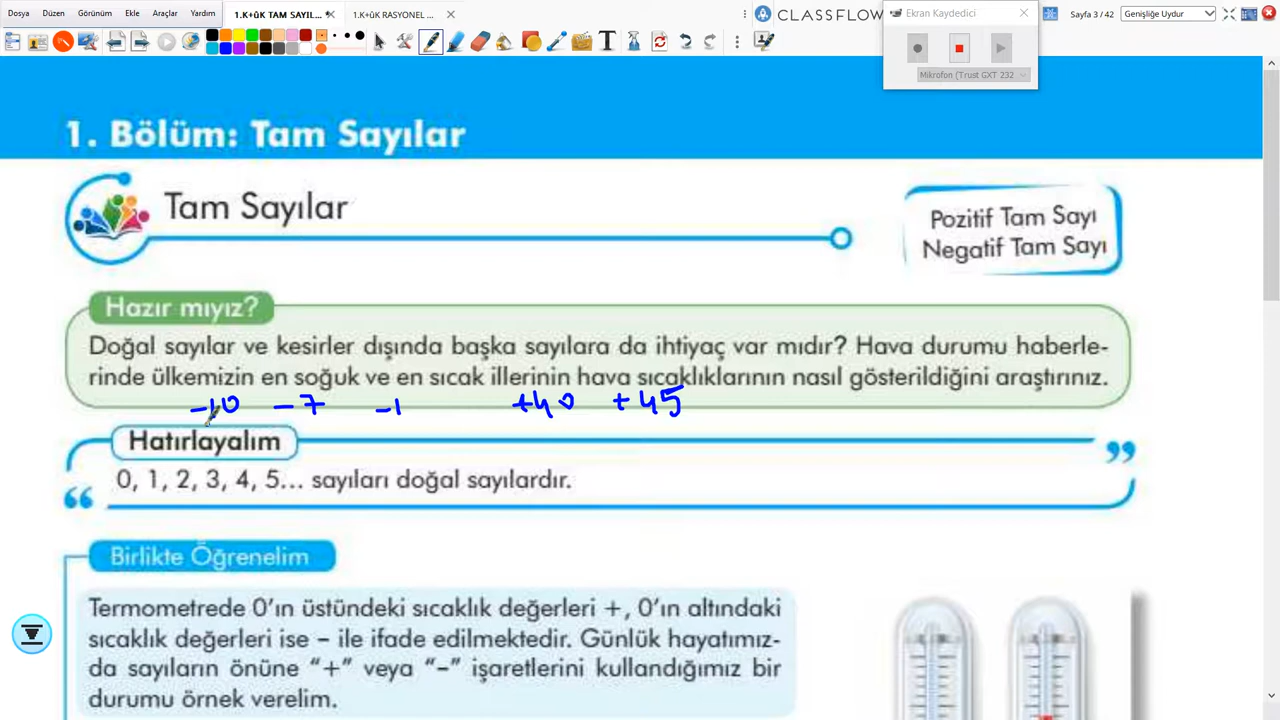 Dosya Düzen Görünüm Ekle Araçlar Yardım
1.K+ûK TAM SAYIL...
1.K+ûK RASYONEL ...
CLASSFLOW
Ekran Kaydedici
Mikrofon (Trust GXT 232
Sayfa 3 / 42
Genişliğe Uydur
1. Bölüm: Tam Sayılar
Tam Sayılar
Pozitif Tam Sayı
Negatif Tam Sayı
Hazır mıyız?
Doğal sayılar ve kesirler dışında başka sayılara da ihtiyaç var mıdır? Hava durumu haberle-
rinde ülkemizin en soğuk ve en sıcak illerinin hava sıcaklıklarının nasıl gösterildiğini araştırınız.
-10 -7 -1 +40 +45
Hatırlayalım
0, 1, 2, 3, 4, 5... sayıları doğal sayılardır.
Birlikte Öğrenelim
Termometrede 0’ın üstündeki sıcaklık değerleri +, 0’ın altındaki
sıcaklık değerleri ise – ile ifade edilmektedir. Günlük hayatımız-
da sayıların önüne “+” veya “–” işaretlerini kullandığımız bir
durumu örnek verelim.